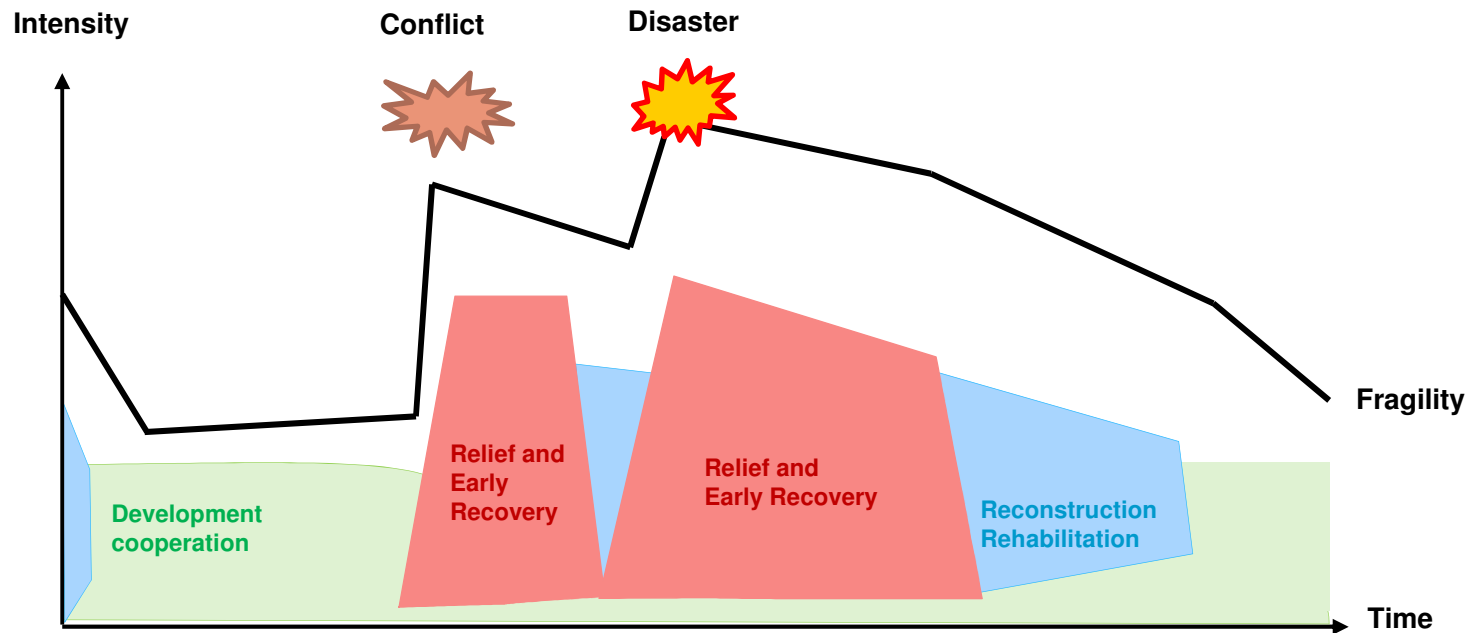 Intensity
Conflict
Disaster
Fragility
Relief and
Early
Recovery
Relief and
Early Recovery
Development
cooperation
Reconstruction
Rehabilitation
Time